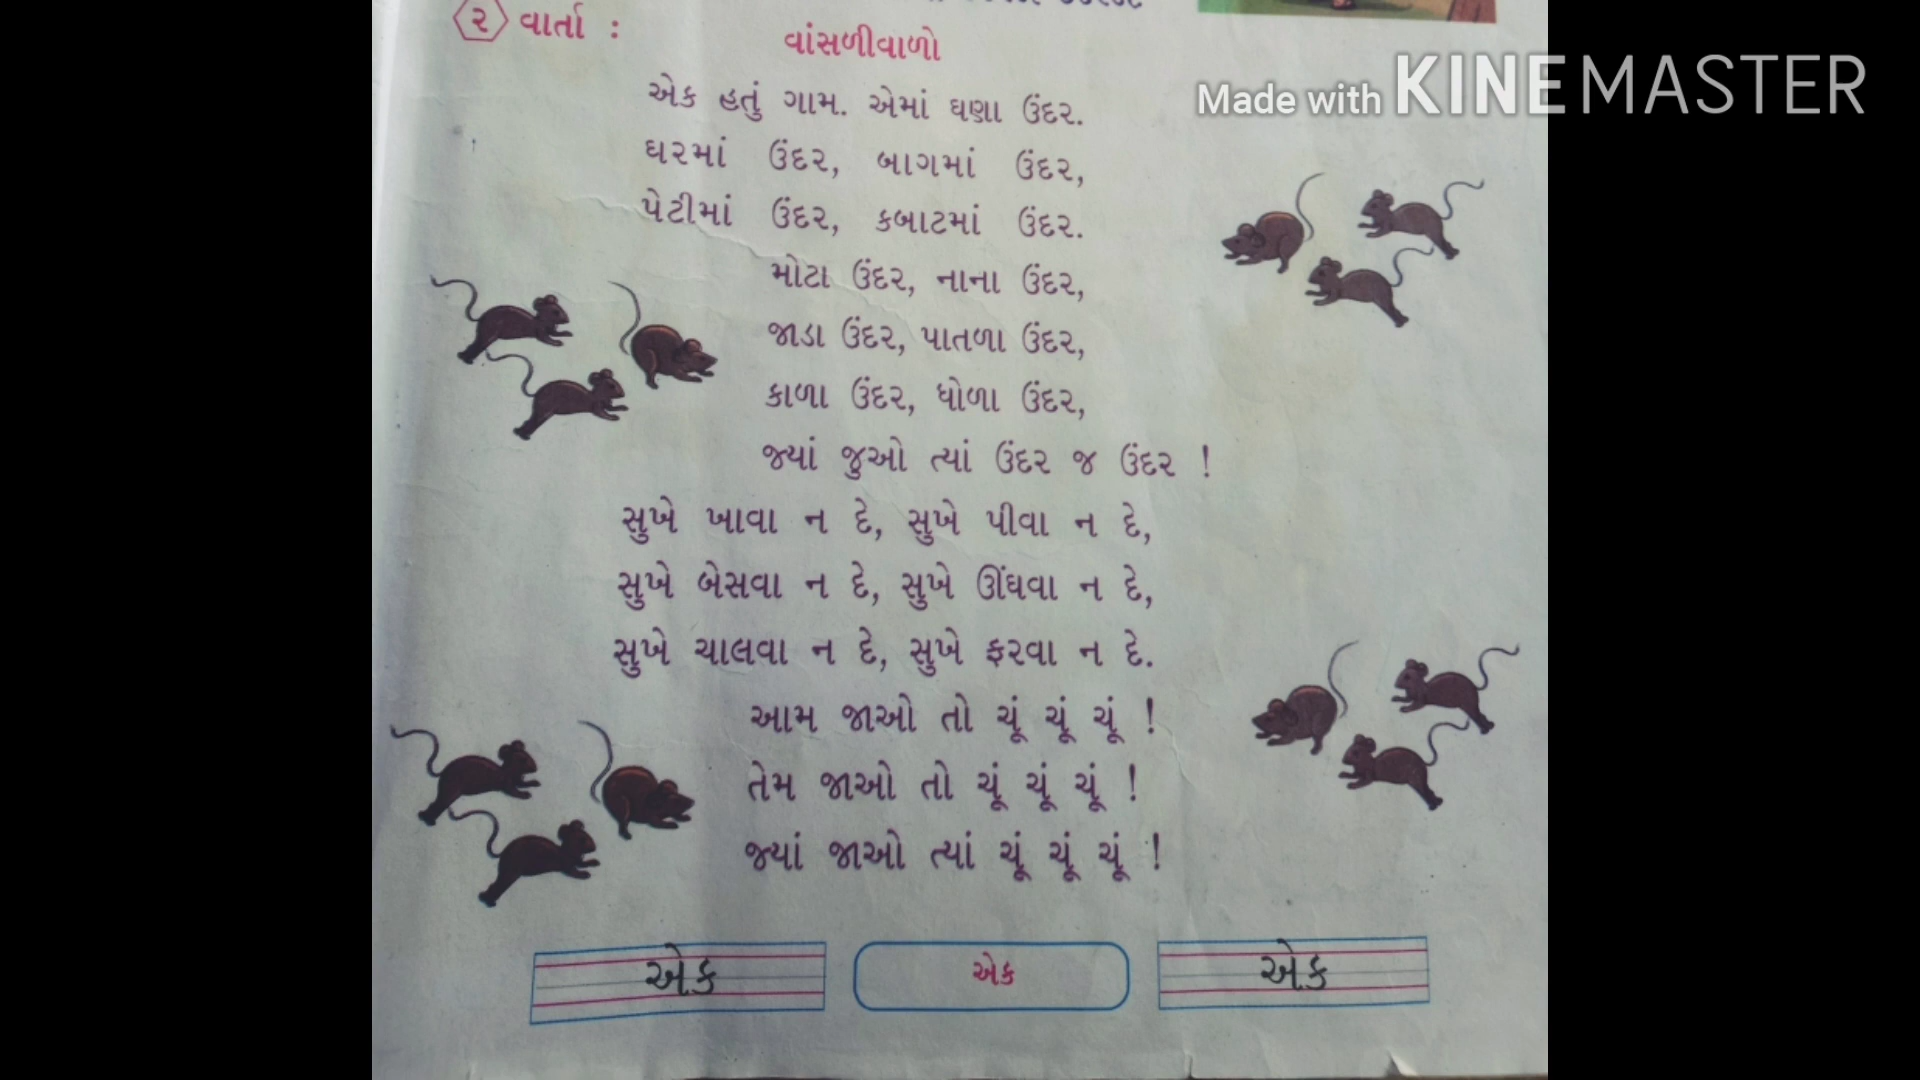 ૨ વાર્તા :
વાંસળીવાળો
Made with KINEMASTER
એક હતું ગામ. એમાં ઘણા ઉંદર.
ઘરમાં ઉંદર, બાગમાં ઉંદર,
પેટીમાં ઉંદર, કબાટમાં ઉંદર.
મોટા ઉંદર, નાના ઉંદર,
જાડા ઉંદર, પાતળા ઉંદર,
કાળા ઉંદર, ધોળા ઉંદર,
જ્યાં જુઓ ત્યાં ઉંદર જ ઉંદર !
સુખે ખાવા ન દે, સુખે પીવા ન દે,
સુખે બેસવા ન દે, સુખે ઊંઘવા ન દે,
સુખે ચાલવા ન દે, સુખે ફરવા ન દે.
આમ જાઓ તો ચૂં ચૂં ચૂં !
તેમ જાઓ તો ચૂં ચૂં ચૂં !
જ્યાં જાઓ ત્યાં ચૂં ચૂં ચૂં !
એક એક એક